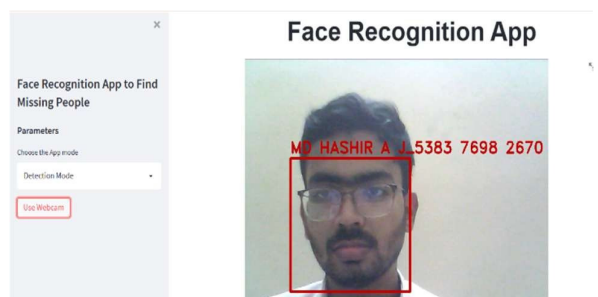 ×
Face Recognition App to Find
Missing People
Parameters
Choose the App mode
Detection Mode
Use Webcam
Face Recognition App
MD HASHIR A J_5383 7698 2670